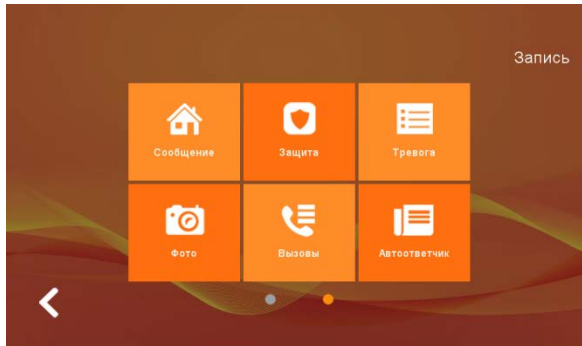 Запись
Сообщение
Защита
Тревога
Фото
Вызовы
Автоответчик